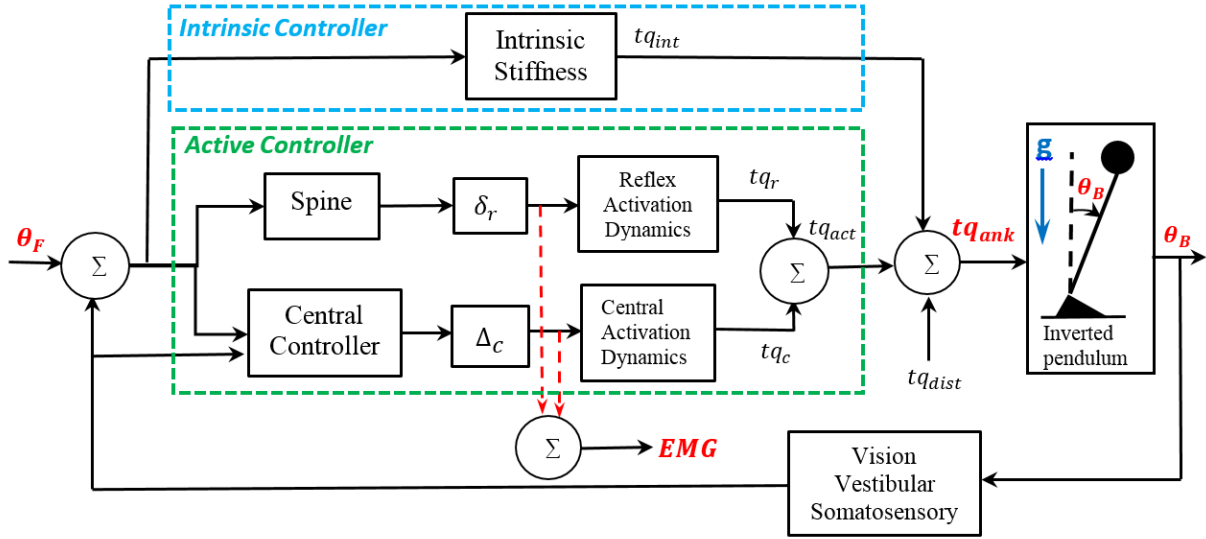 Intrinsic Controller
Intrinsic
Stiffness
tq_int
Active Controller
Spine
δ_r
Reflex
Activation
Dynamics
tq_r
tq_act
θ_F
Σ
Central
Controller
Δ_c
Central
Activation
Dynamics
tq_c
Σ
Σ
tq_dist
tq_ank
g
θ_B
Inverted
pendulum
θ_B
Σ
EMG
Vision
Vestibular
Somatosensory